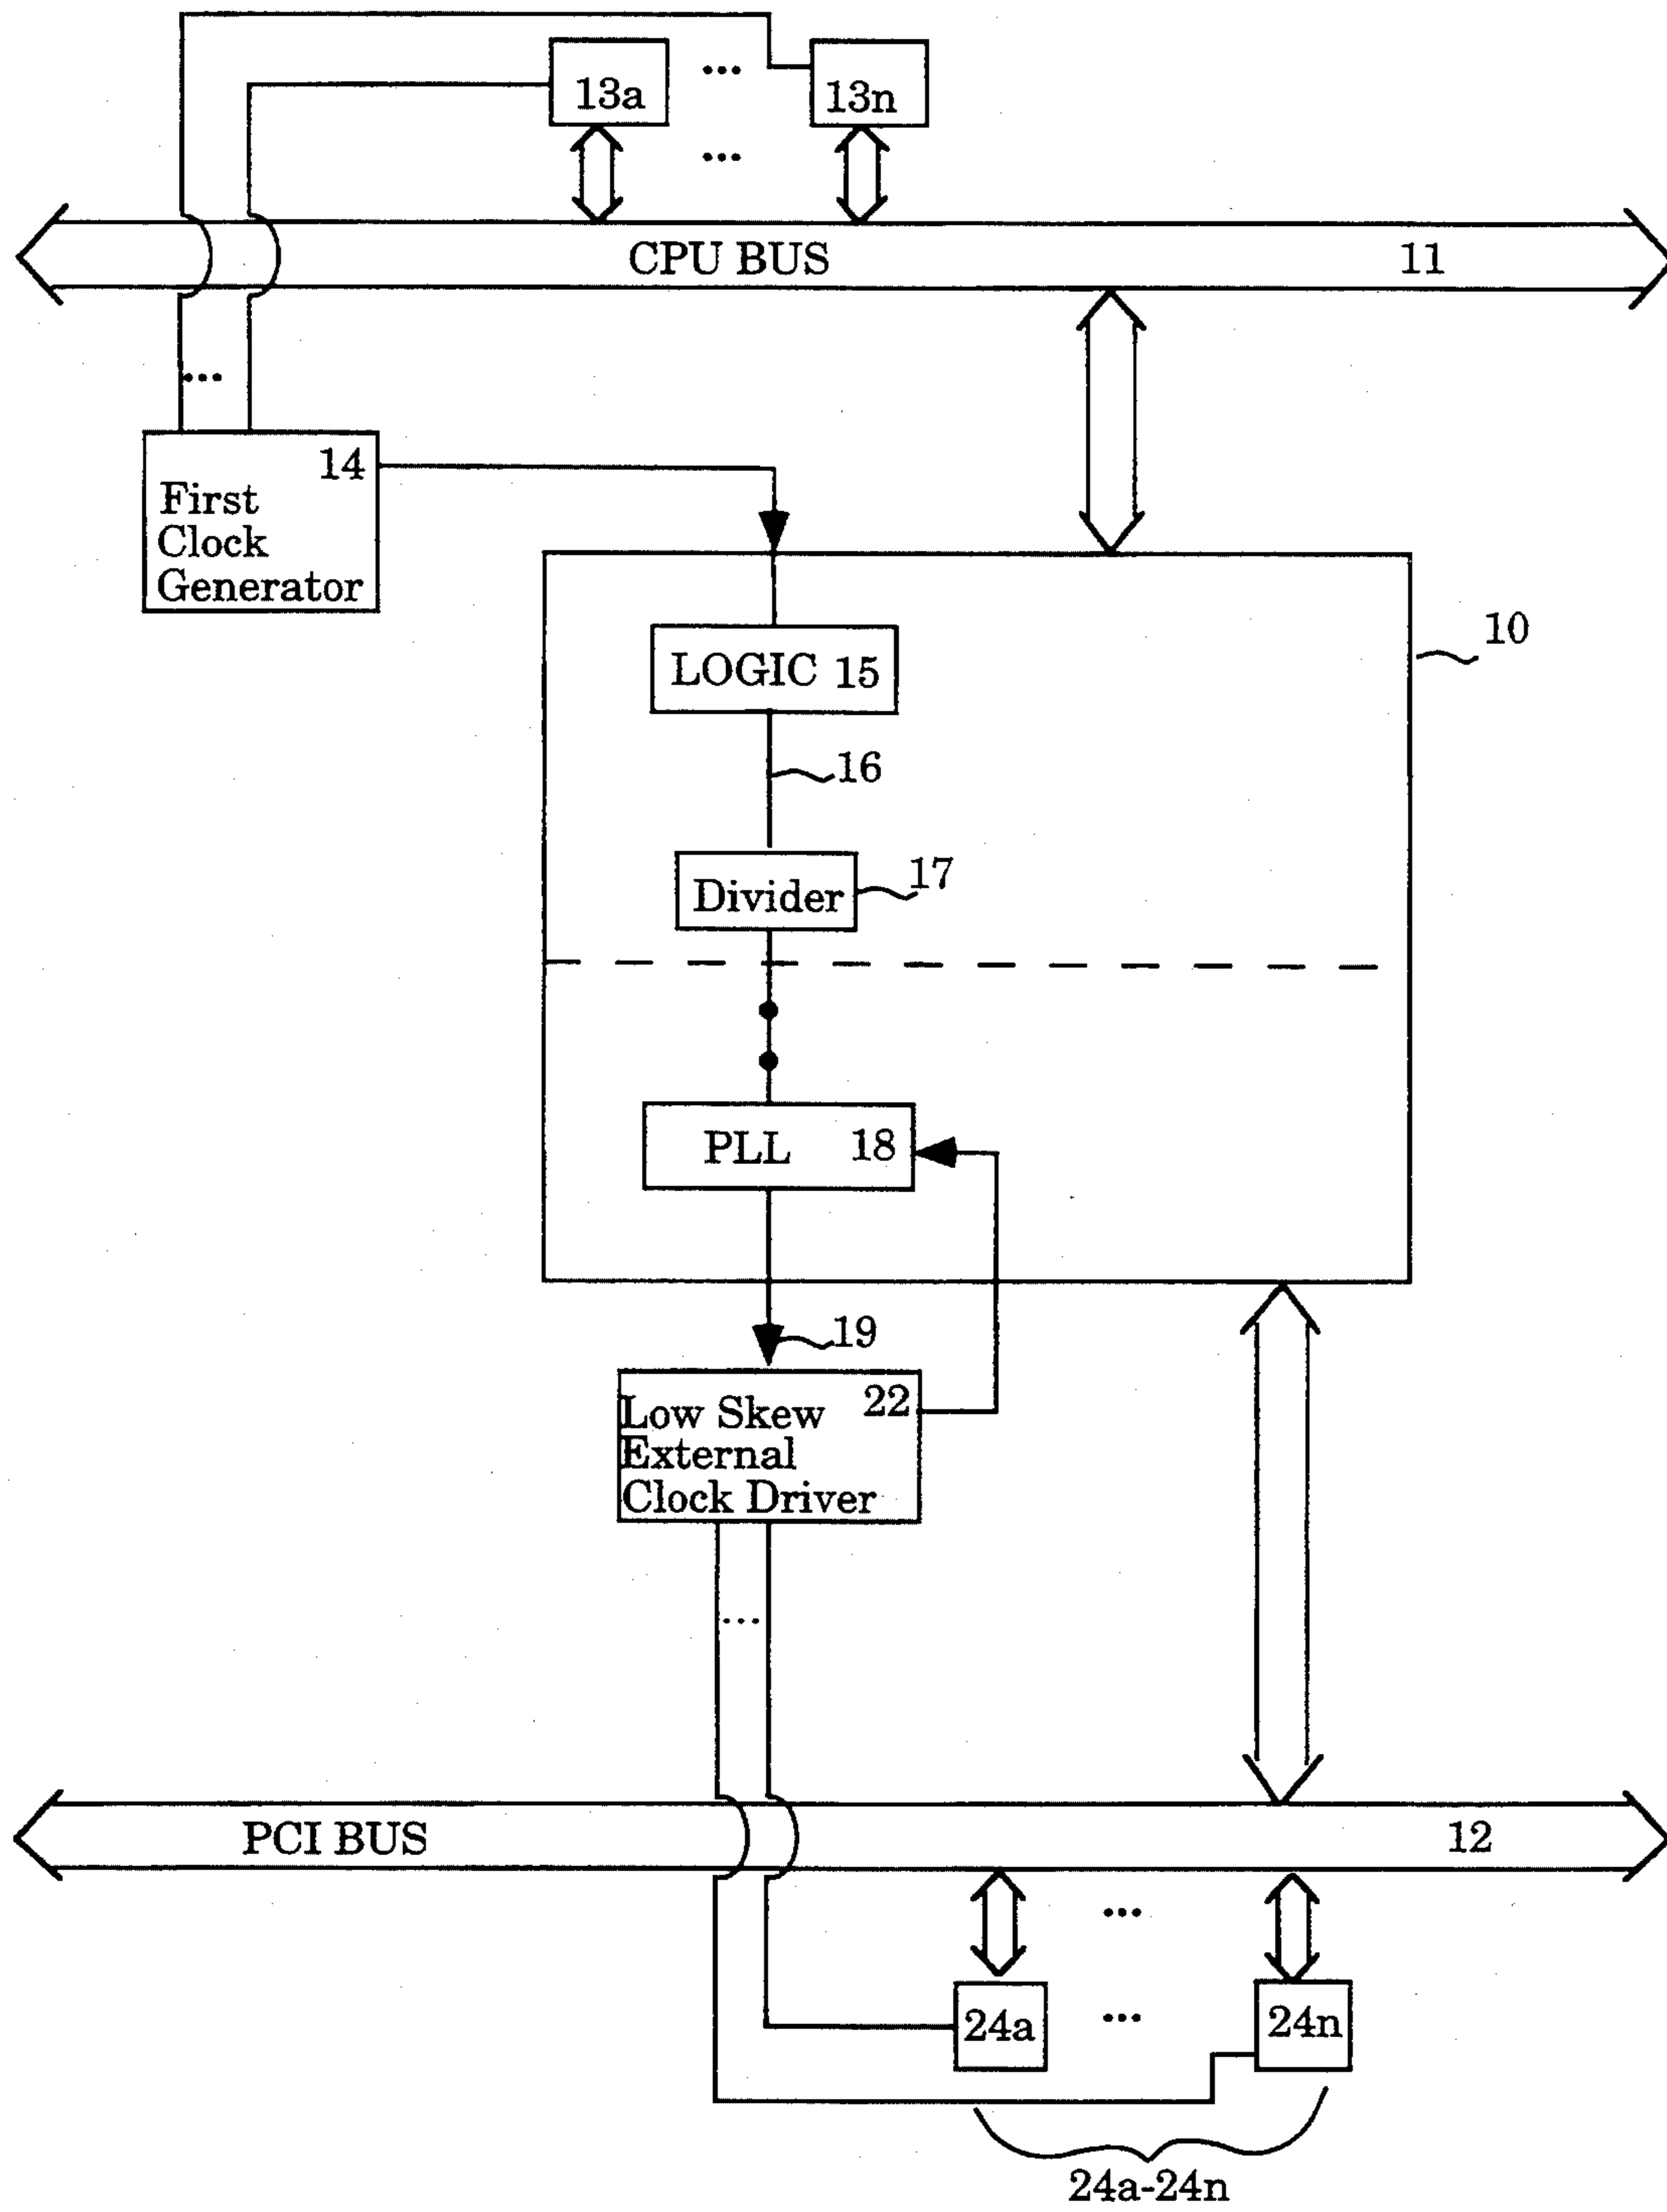 13a
...
13n
...
CPU BUS
11
...
14
First
Clock
Generator
10
LOGIC 15
16
17
Divider
PLL 18
19
22
Low Skew
External
Clock Driver
...
PCI BUS
12
...
24a
...
24n
24a-24n